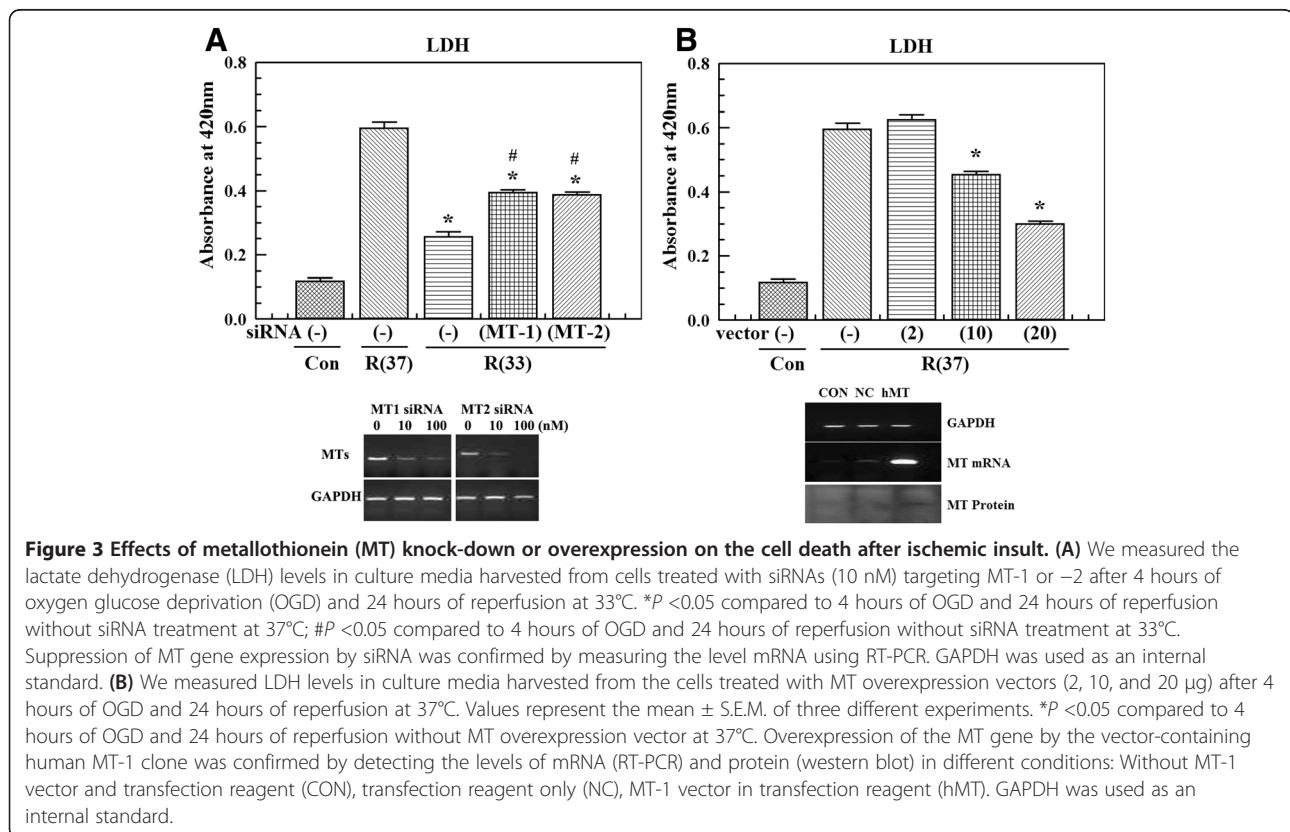 A
LDH
Absorbance at 420nm
0.8
0.6
0.4
0.2
0.0
*
#
*
#
*
siRNA (-) (-) (-) (MT-1) (MT-2)
Con R(37) R(33)
MT1 siRNA MT2 siRNA
0 10 100 0 10 100 (nM)
MTs
GAPDH
B
LDH
Absorbance at 420nm
0.8
0.6
0.4
0.2
0.0
*
*
vector (-) (-) (2) (10) (20)
Con R(37)
CON NC hMT
GAPDH
MT mRNA
MT Protein
Figure 3 Effects of metallothionein (MT) knock-down or overexpression on the cell death after ischemic insult. (A) We measured the
lactate dehydrogenase (LDH) levels in culture media harvested from cells treated with siRNAs (10 nM) targeting MT-1 or −2 after 4 hours of
oxygen glucose deprivation (OGD) and 24 hours of reperfusion at 33°C. *P <0.05 compared to 4 hours of OGD and 24 hours of reperfusion
without siRNA treatment at 37°C; #P <0.05 compared to 4 hours of OGD and 24 hours of reperfusion without siRNA treatment at 33°C.
Suppression of MT gene expression by siRNA was confirmed by measuring the level mRNA using RT-PCR. GAPDH was used as an internal
standard. (B) We measured LDH levels in culture media harvested from the cells treated with MT overexpression vectors (2, 10, and 20 μg) after 4
hours of OGD and 24 hours of reperfusion at 37°C. Values represent the mean ± S.E.M. of three different experiments. *P <0.05 compared to 4
hours of OGD and 24 hours of reperfusion without MT overexpression vector at 37°C. Overexpression of the MT gene by the vector-containing
human MT-1 clone was confirmed by detecting the levels of mRNA (RT-PCR) and protein (western blot) in different conditions: Without MT-1
vector and transfection reagent (CON), transfection reagent only (NC), MT-1 vector in transfection reagent (hMT). GAPDH was used as an
internal standard.